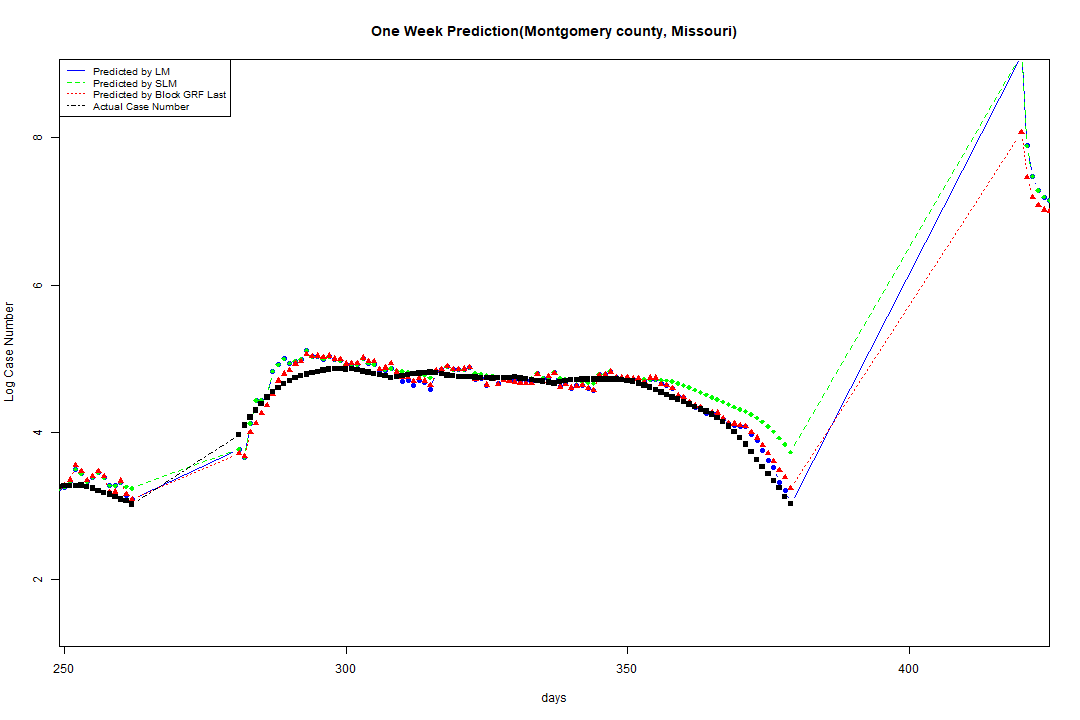 One Week Prediction(Montgomery county, Missouri)
Predicted by LM
Predicted by SLM
Predicted by Block GRF Last
Actual Case Number
8
6
4
2
Log Case Number
250 300 350 400
days